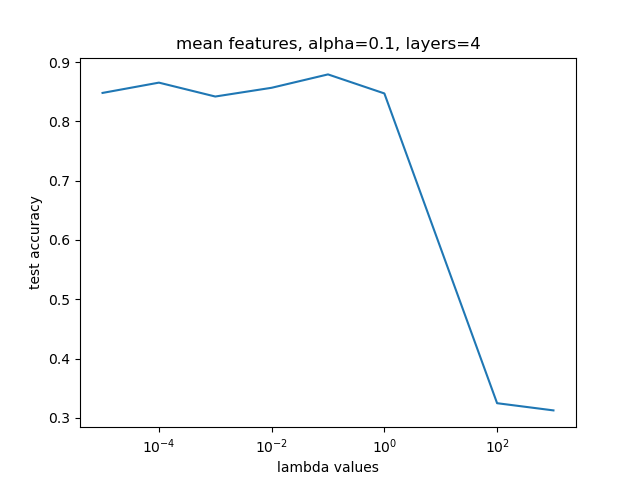 mean features, alpha=0.1, layers=4
0.9
0.8
0.7
0.6
0.5
0.4
0.3
test accuracy
10⁻⁴ 10⁻² 10⁰ 10²
lambda values